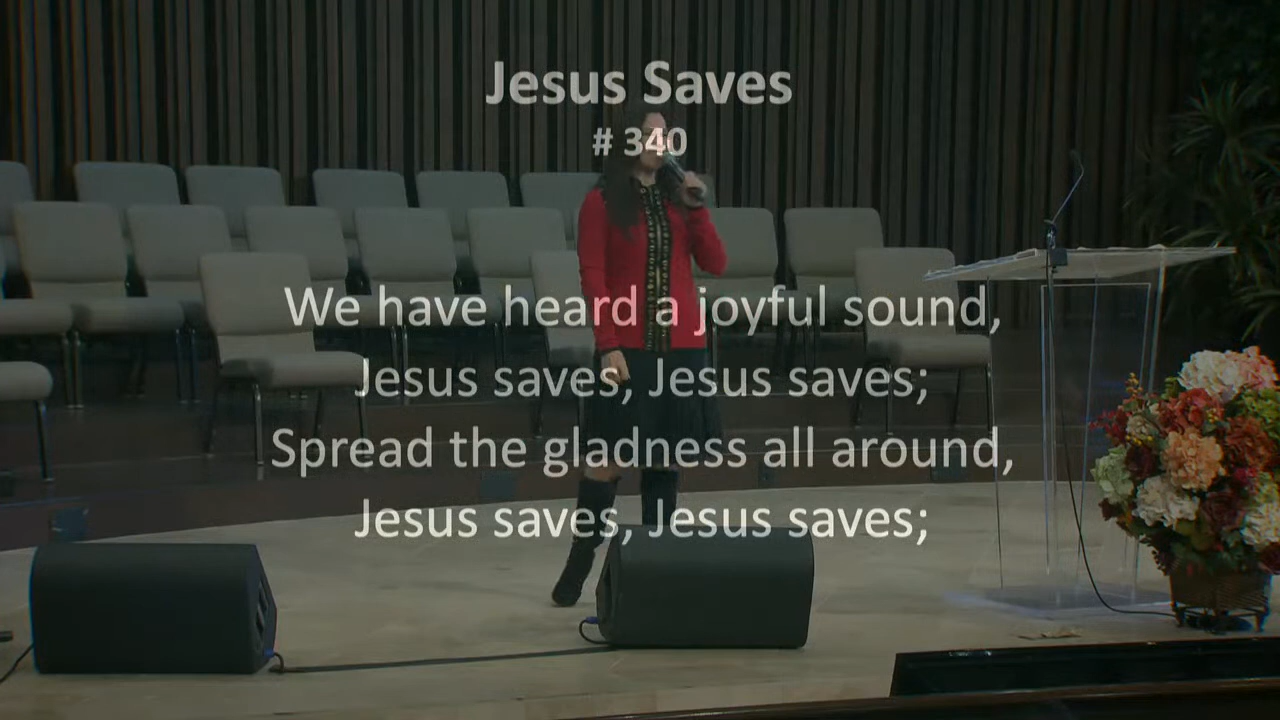 Jesus Saves
# 340
We have heard a joyful sound,
Jesus saves, Jesus saves;
Spread the gladness all around,
Jesus saves, Jesus saves;